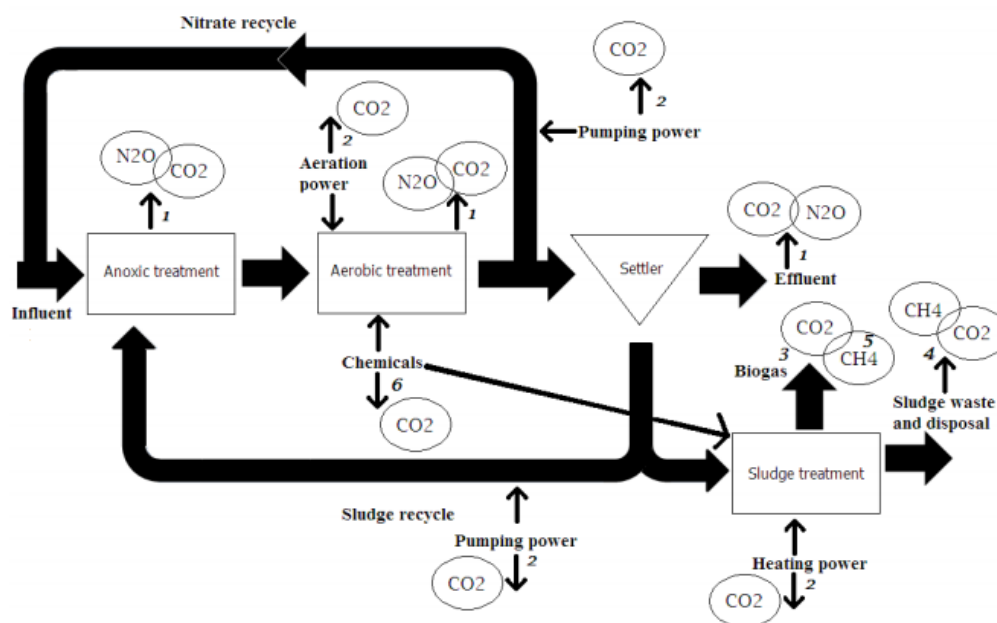 Nitrate recycle
CO2
2
Pumping power
CO2
2
Aeration
power
N2O
CO2
1
N2O
CO2
1
CO2
N2O
1
Effluent
Anoxic treatment
Aerobic treatment
Settler
Influent
Chemicals
6
CO2
CO2
3
5
CH4
Biogas
CH4
CO2
4
Sludge waste
and disposal
Sludge treatment
Sludge recycle
Pumping power
2
CO2
Heating power
2
CO2